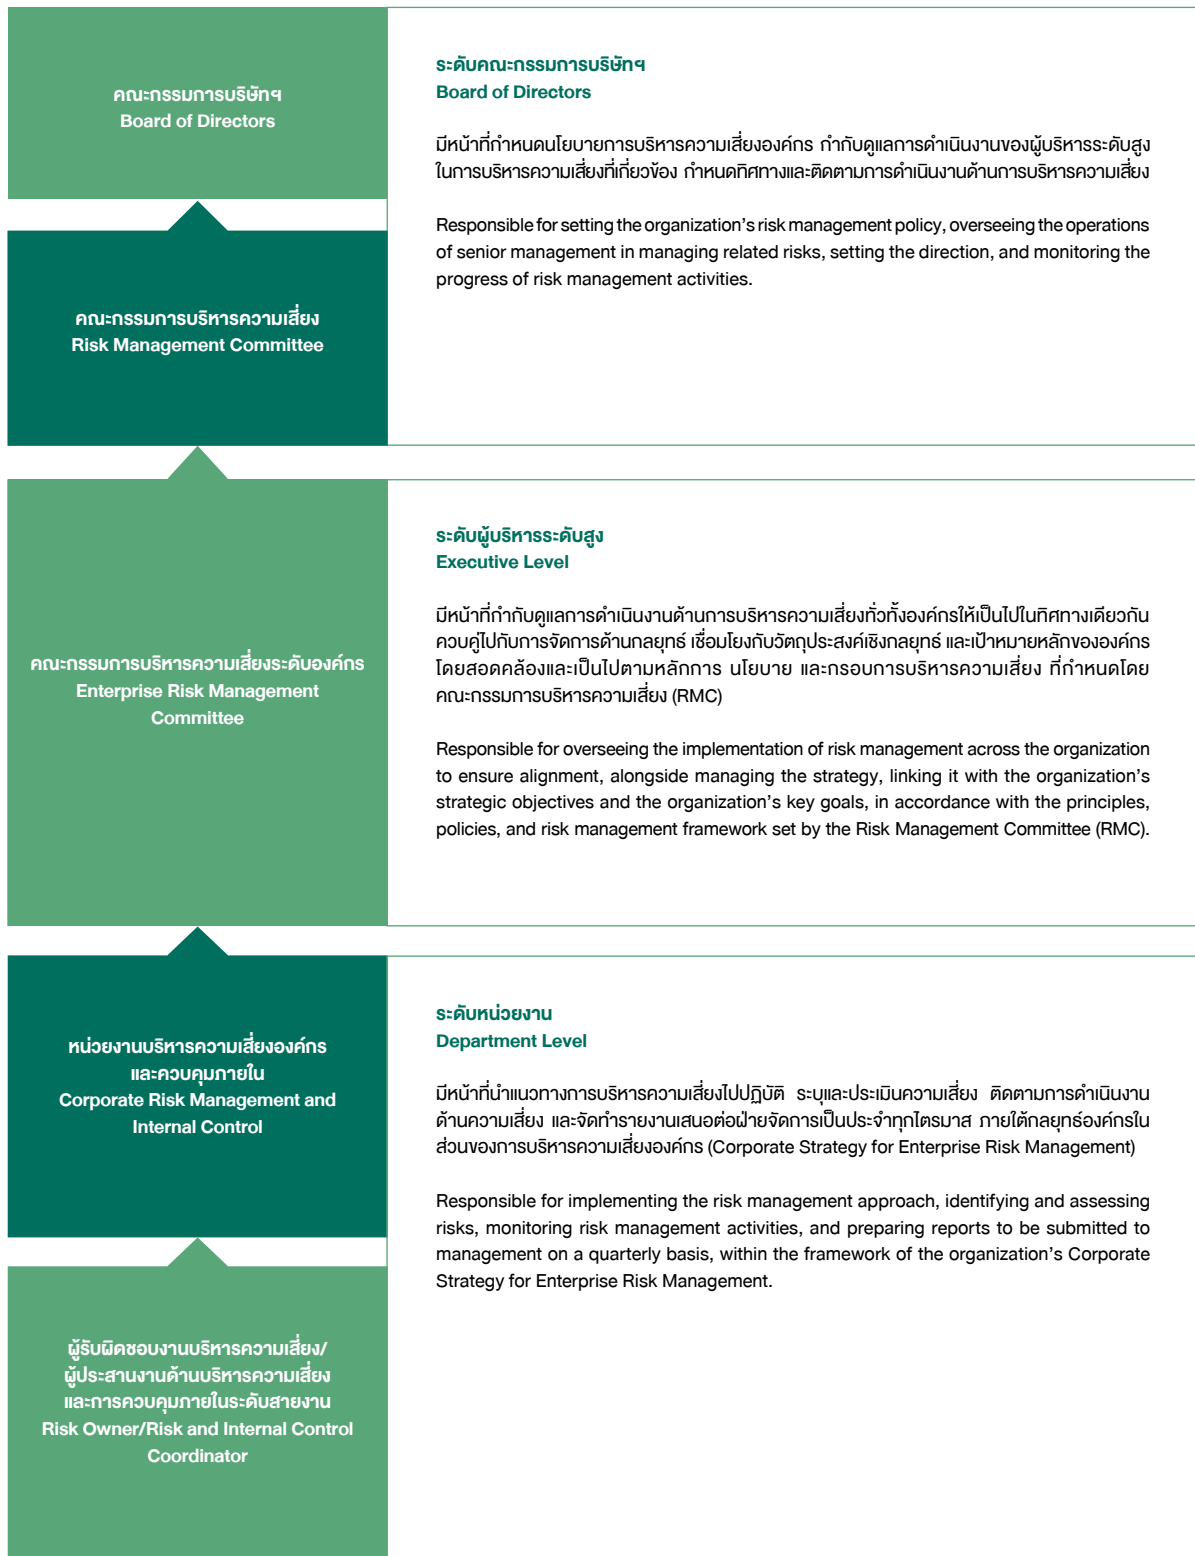 คณะกรรมการบริษัทฯ
Board of Directors
ระดับคณะกรรมการบริษัทฯ
Board of Directors
มีหน้าที่กำหนดนโยบายการบริหารความเสี่ยงองค์กร กำกับดูแลการดำเนินงานของผู้บริหารระดับสูง
ในการบริหารความเสี่ยงที่เกี่ยวข้อง กำหนดทิศทางและติดตามการดำเนินงานด้านการบริหารความเสี่ยง
Responsible for setting the organization's risk management policy, overseeing the operations
of senior management in managing related risks, setting the direction, and monitoring the
progress of risk management activities.
คณะกรรมการบริหารความเสี่ยง
Risk Management Committee
คณะกรรมการบริหารความเสี่ยงระดับองค์กร
Enterprise Risk Management
Committee
ระดับผู้บริหารระดับสูง
Executive Level
มีหน้าที่กำกับดูแลการดำเนินงานด้านการบริหารความเสี่ยงทั่วทั้งองค์กรให้เป็นไปในทิศทางเดียวกัน
ควบคู่ไปกับการจัดการด้านกลยุทธ์ เชื่อมโยงกับวัตถุประสงค์เชิงกลยุทธ์ และเป้าหมายหลักขององค์กร
โดยสอดคล้องและเป็นไปตามหลักการ นโยบาย และกรอบการบริหารความเสี่ยง ที่กำหนดโดย
คณะกรรมการบริหารความเสี่ยง (RMC)
Responsible for overseeing the implementation of risk management across the organization
to ensure alignment, alongside managing the strategy, linking it with the organization's
strategic objectives and the organization's key goals, in accordance with the principles,
policies, and risk management framework set by the Risk Management Committee (RMC).
หน่วยงานบริหารความเสี่ยงองค์กร
และควบคุมภายใน
Corporate Risk Management and
Internal Control
ระดับหน่วยงาน
Department Level
มีหน้าที่นำแนวทางการบริหารความเสี่ยงไปปฏิบัติ ระบุและประเมินความเสี่ยง ติดตามการดำเนินงาน
ด้านความเสี่ยง และจัดทำรายงานเสนอต่อฝ่ายจัดการเป็นประจำทุกไตรมาส ภายใต้กลยุทธ์องค์กรใน
ส่วนของการบริหารความเสี่ยงองค์กร (Corporate Strategy for Enterprise Risk Management)
Responsible for implementing the risk management approach, identifying and assessing
risks, monitoring risk management activities, and preparing reports to be submitted to
management on a quarterly basis, within the framework of the organization's Corporate
Strategy for Enterprise Risk Management.
ผู้รับผิดชอบงานบริหารความเสี่ยง/
ผู้ประสานงานด้านบริหารความเสี่ยง
และการควบคุมภายในระดับสายงาน
Risk Owner/Risk and Internal Control
Coordinator